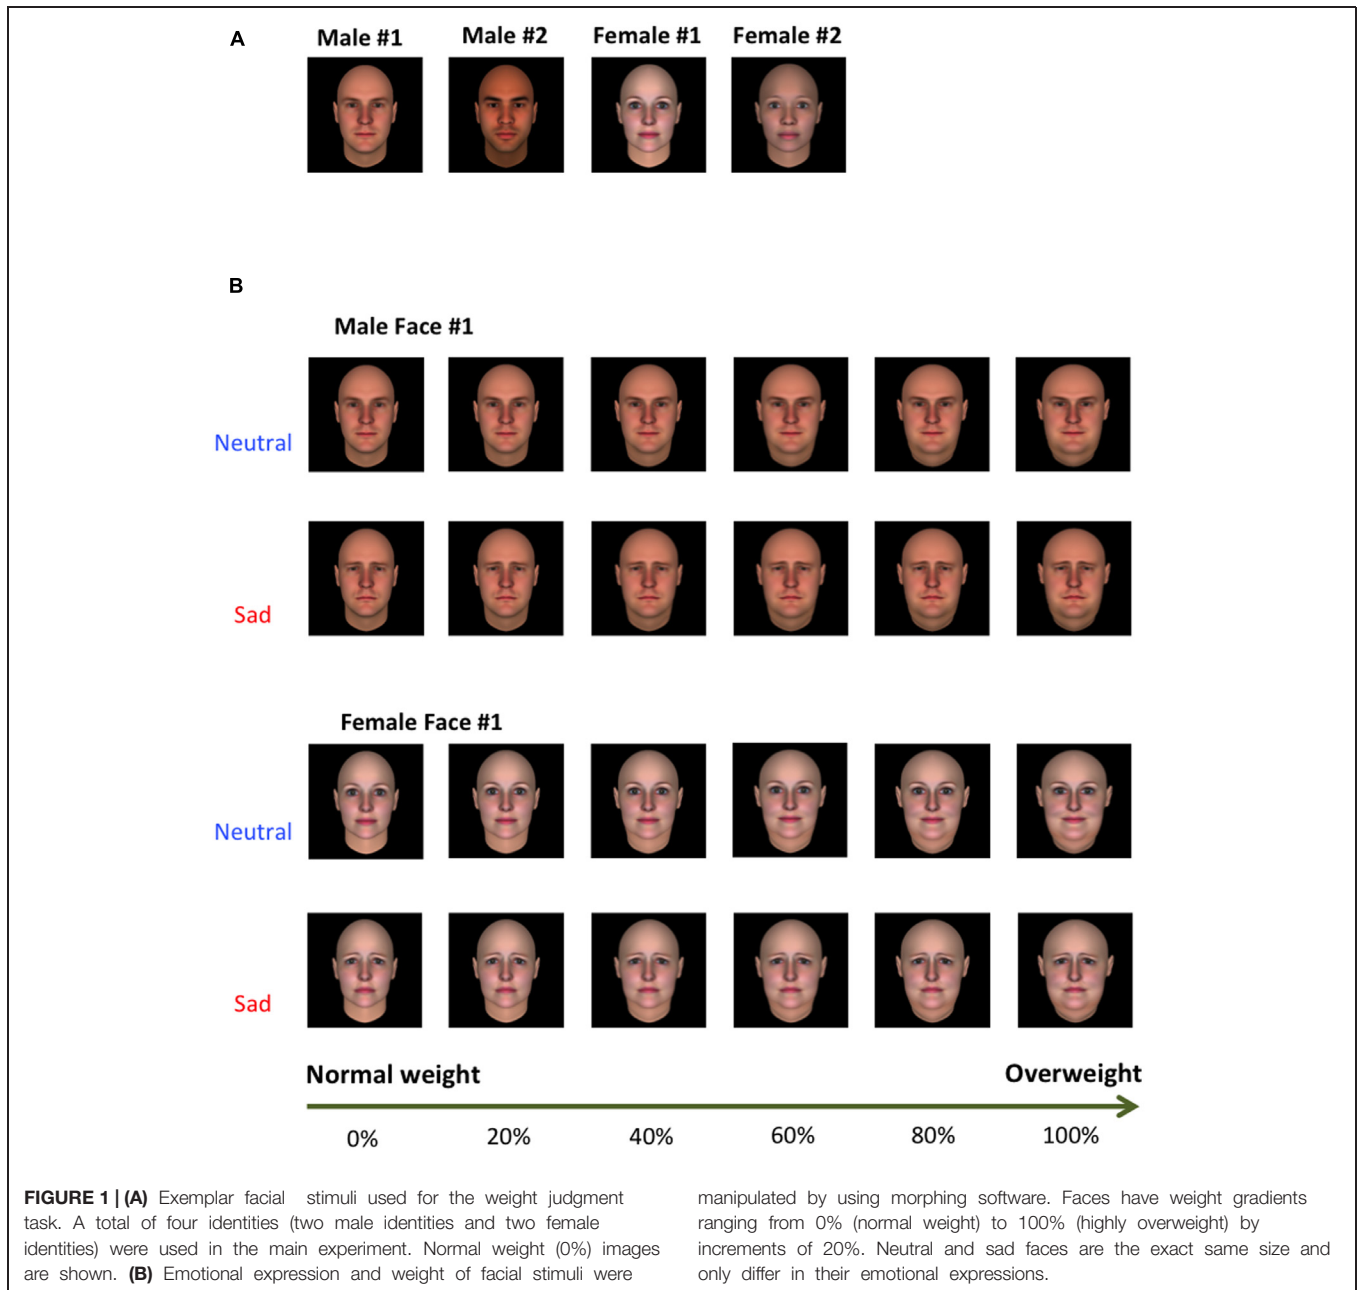 A
Male #1 Male #2 Female #1 Female #2
B
Male Face #1
Neutral
Sad
Female Face #1
Neutral
Sad
Normal weight Overweight
0% 20% 40% 60% 80% 100%
FIGURE 1 | (A) Exemplar facial stimuli used for the weight judgment
task. A total of four identities (two male identities and two female
identities) were used in the main experiment. Normal weight (0%) images
are shown. (B) Emotional expression and weight of facial stimuli were
manipulated by using morphing software. Faces have weight gradients
ranging from 0% (normal weight) to 100% (highly overweight) by
increments of 20%. Neutral and sad faces are the exact same size and
only differ in their emotional expressions.